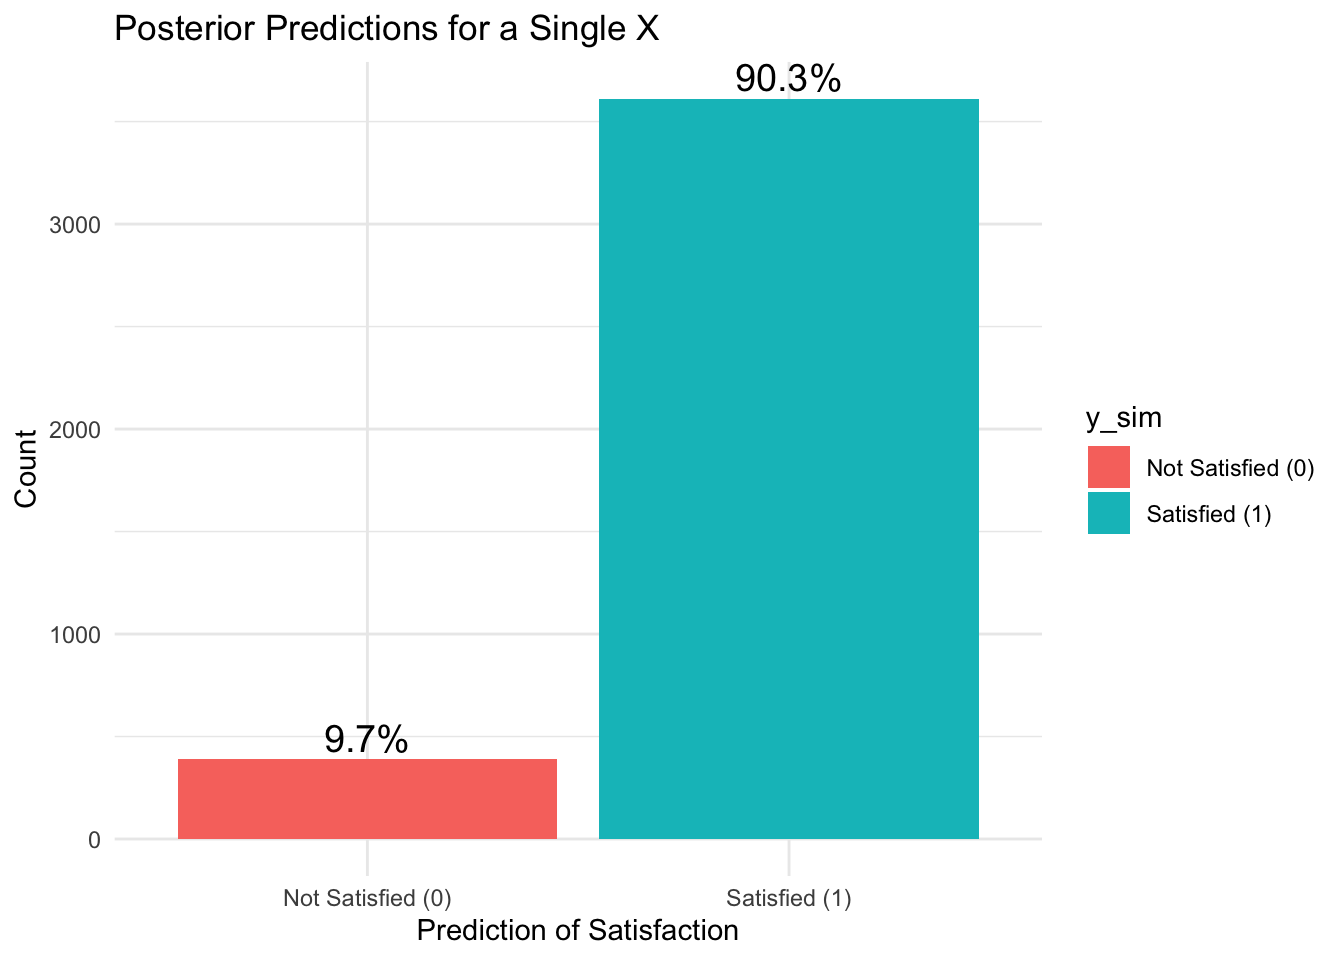 Posterior Predictions for a Single X
90.3%
3000
2000
1000
0
Count
9.7%
Not Satisfied (0)
Satisfied (1)
Prediction of Satisfaction
y_sim
Not Satisfied (0)
Satisfied (1)